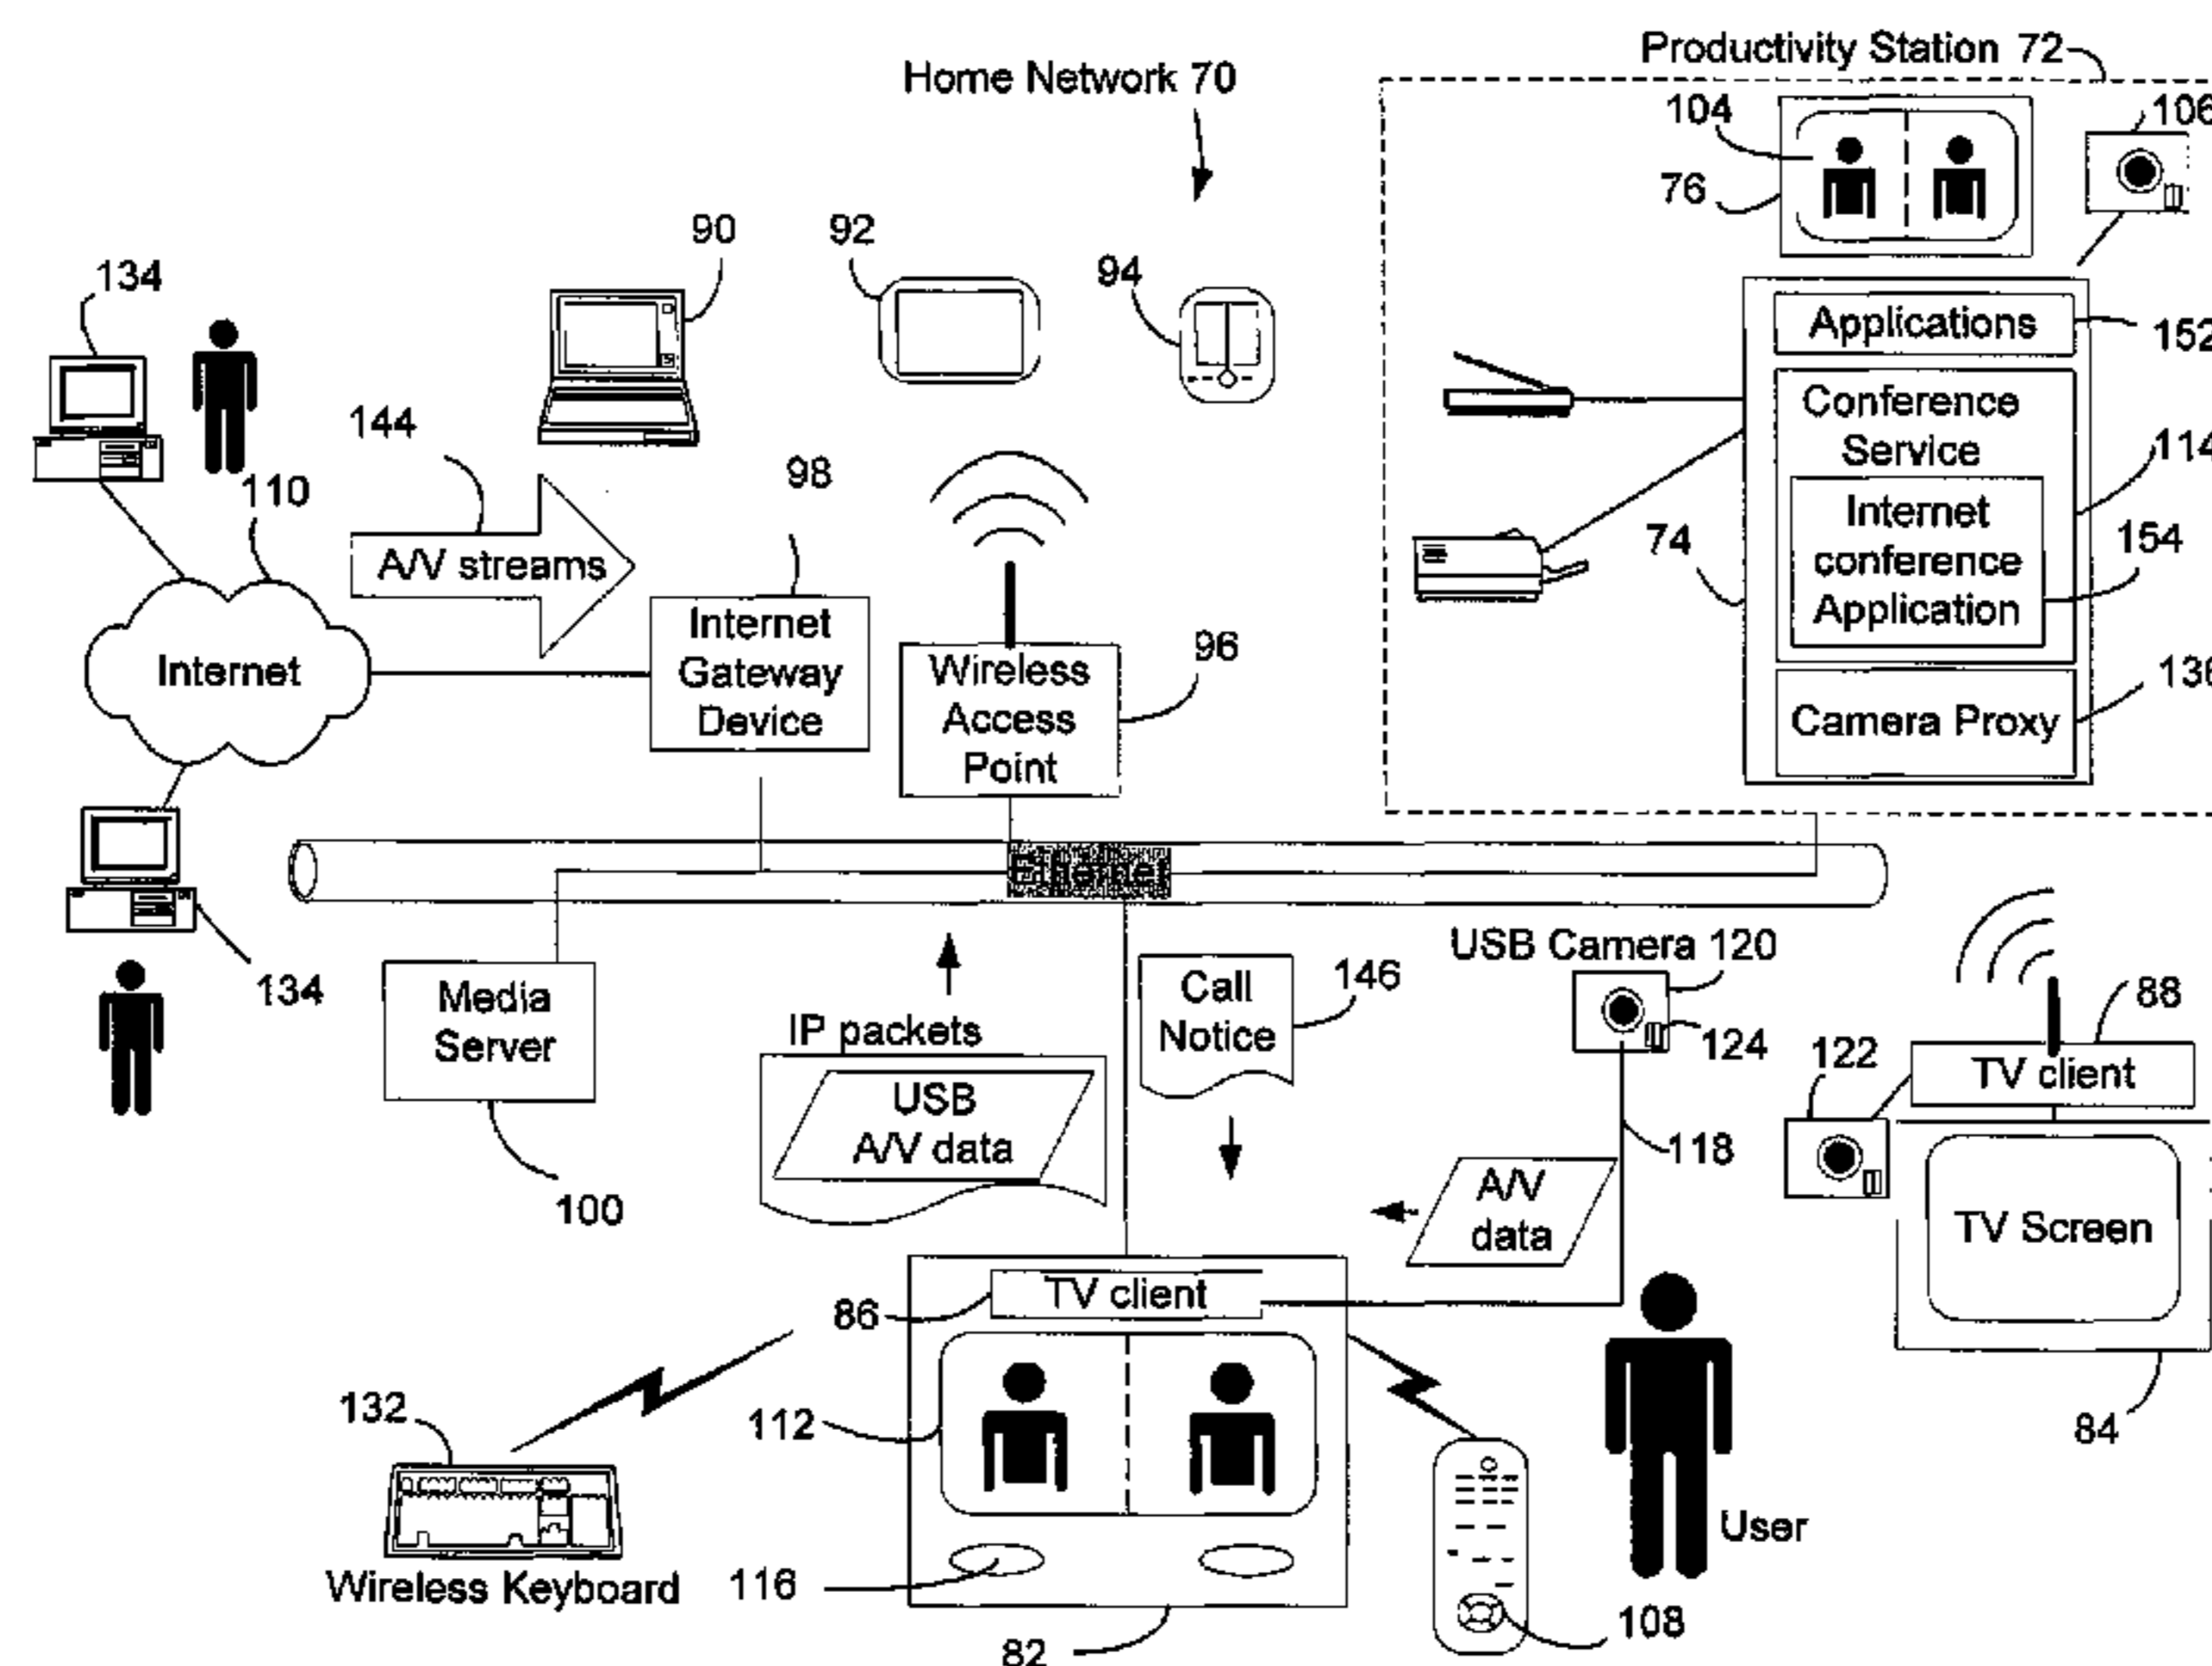 Productivity Station 72
Home Network 70
104
106
76
90
92
94
134
Applications
152
144
Conference
Service
114
98
110
Internet
conference
Application
154
74
A/V streams
Internet
Gateway
Device
96
Wireless
Access
Point
Internet
136
Camera Proxy
Ethernet
134
USB Camera 120
Media
Server
Call
Notice
146
88
IP packets
124
122
TV client
USB
A/V data
118
100
A/V
data
TV Screen
86
TV client
132
112
84
User
Wireless Keyboard
116
108
82